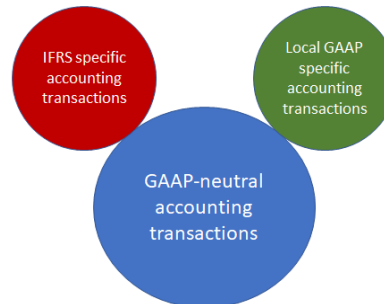 IFRS specific
accounting
transactions
Local GAAP
specific
accounting
transactions
GAAP-neutral
accounting
transactions